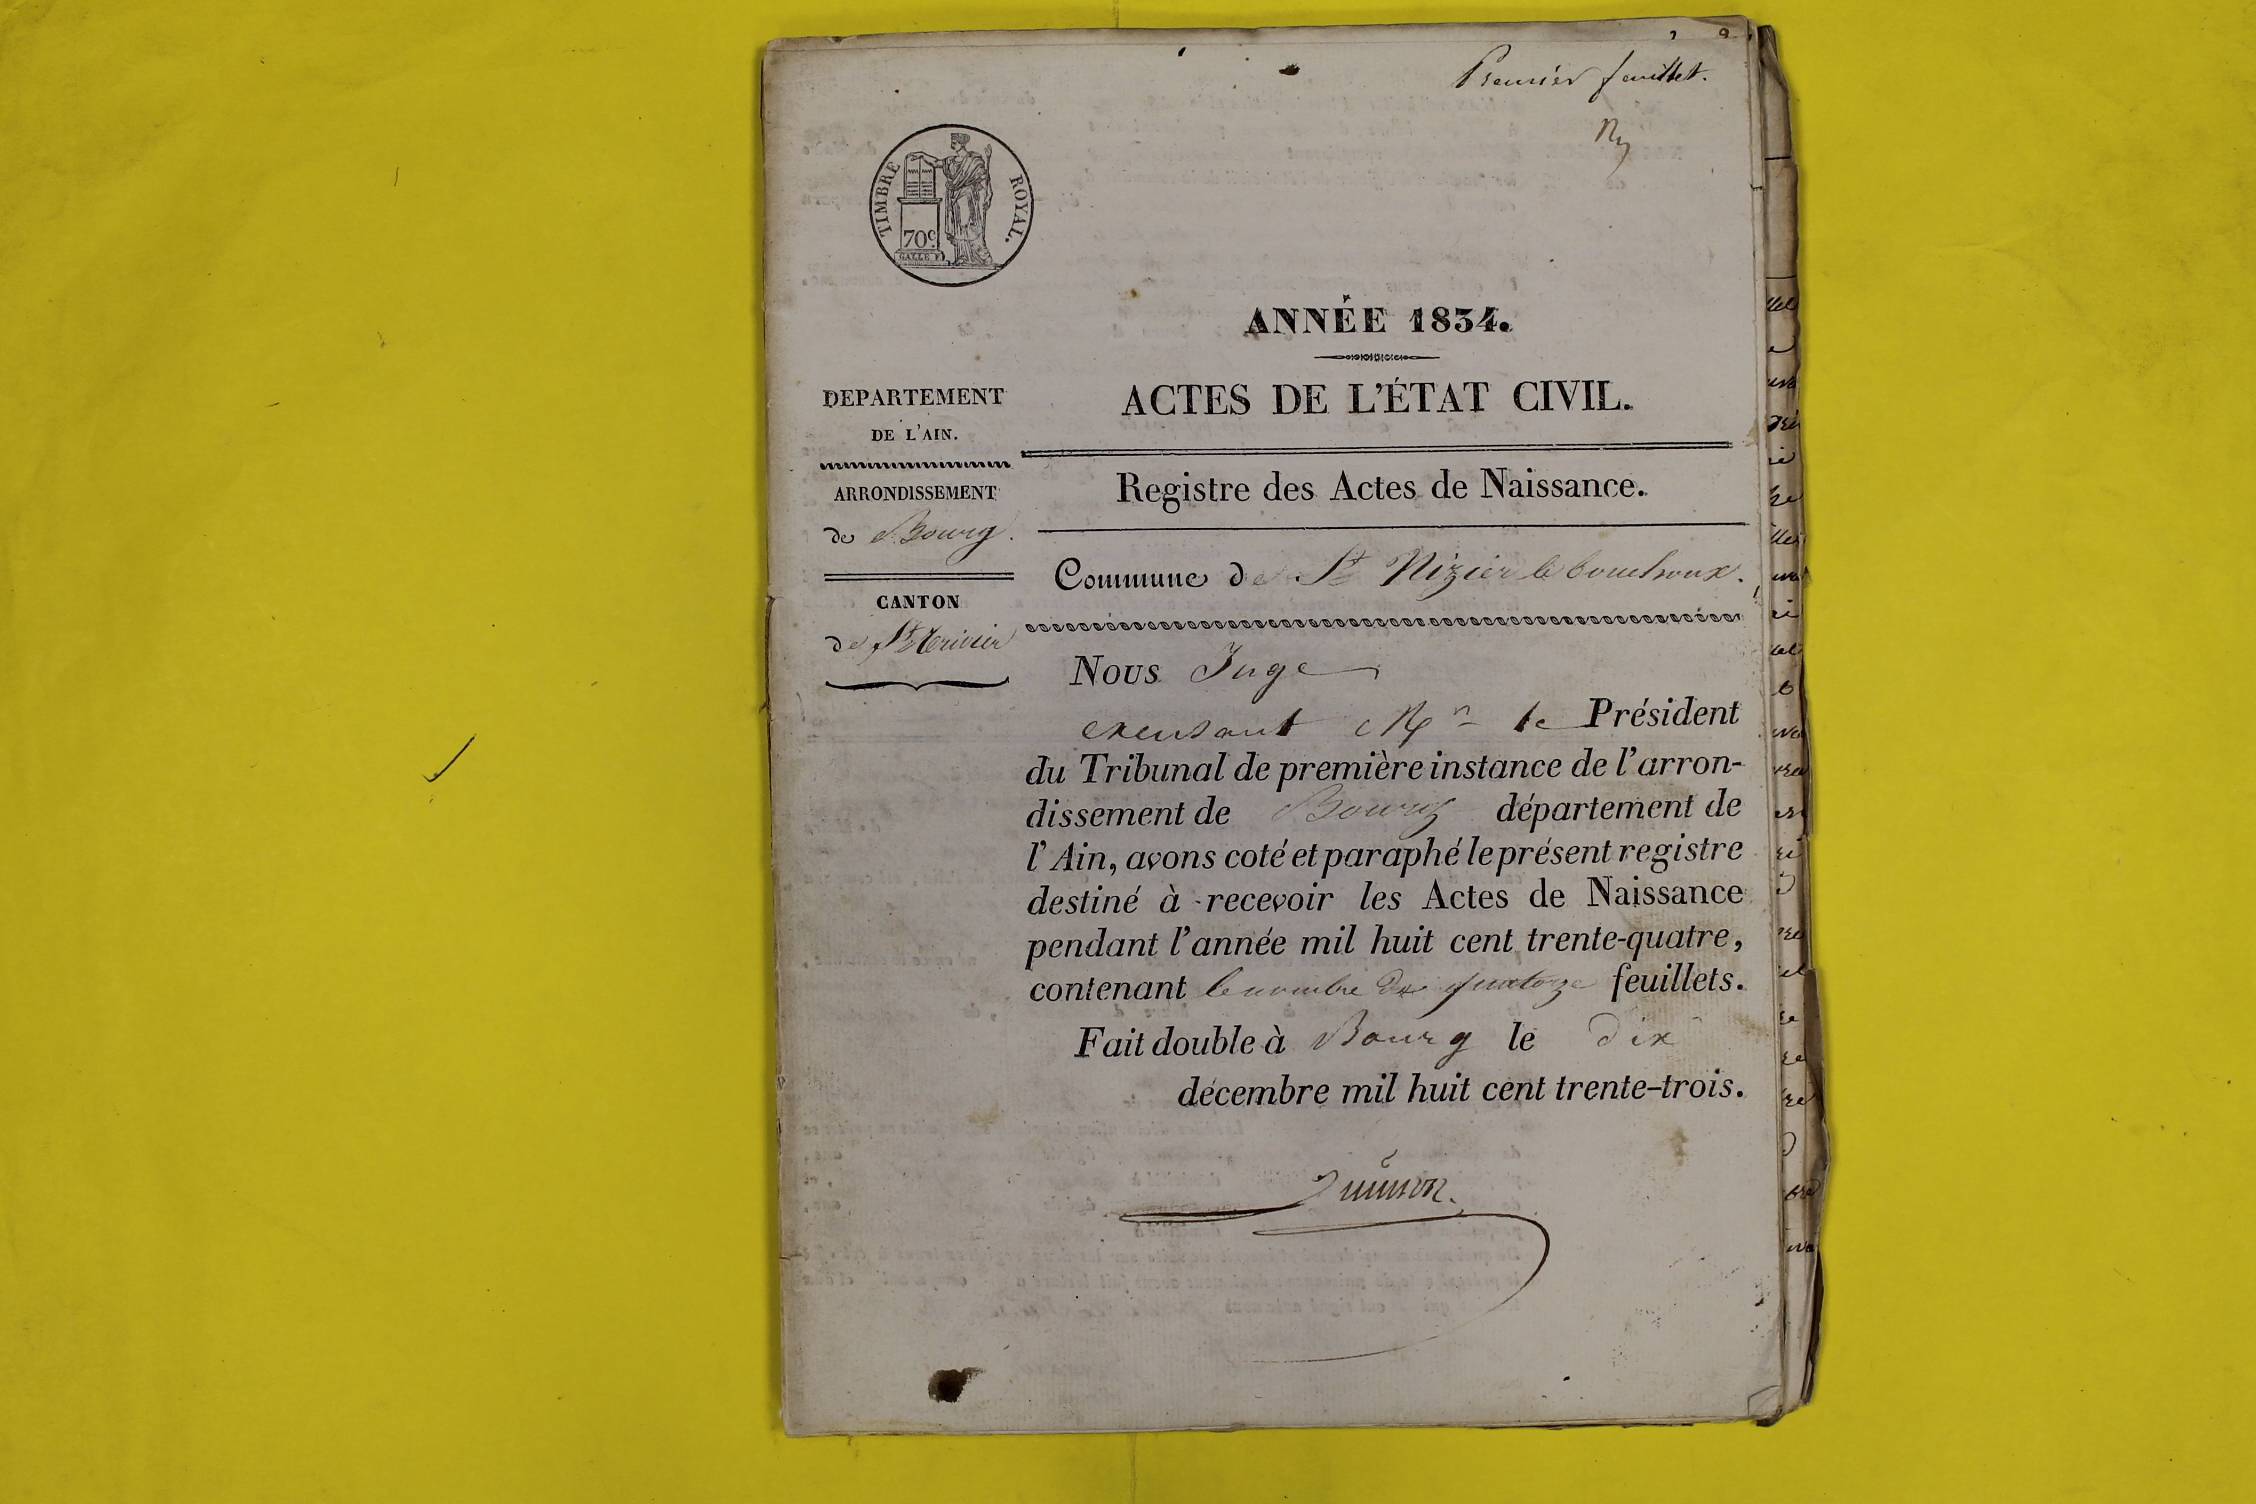 Premier feuillet.
TIMBRE ROYAL.
70c.
GALLE F.
ANNÉE 1834.
DEPARTEMENT
DE L'AIN.
ARRONDISSEMENT
de Bourg.
CANTON
de St Trivier
ACTES DE L'ÉTAT CIVIL.
Registre des Actes de Naissance.
Commune de St Nizier le bouchoux.
Nous Juge
excusant Mr le Président
du Tribunal de première instance de l'arron-
dissement de Bourg département de
l'Ain, avons coté et paraphé le présent registre
destiné à recevoir les Actes de Naissance
pendant l'année mil huit cent trente-quatre,
contenant le nombre de quatorze feuillets.
Fait double à Bourg le dix
décembre mil huit cent trente-trois.